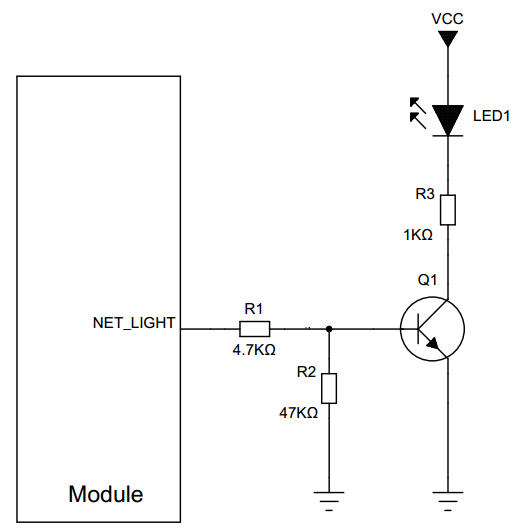 VCC
LED1
R3
1KΩ
Q1
R1
NET_LIGHT
4.7KΩ
R2
47KΩ
Module